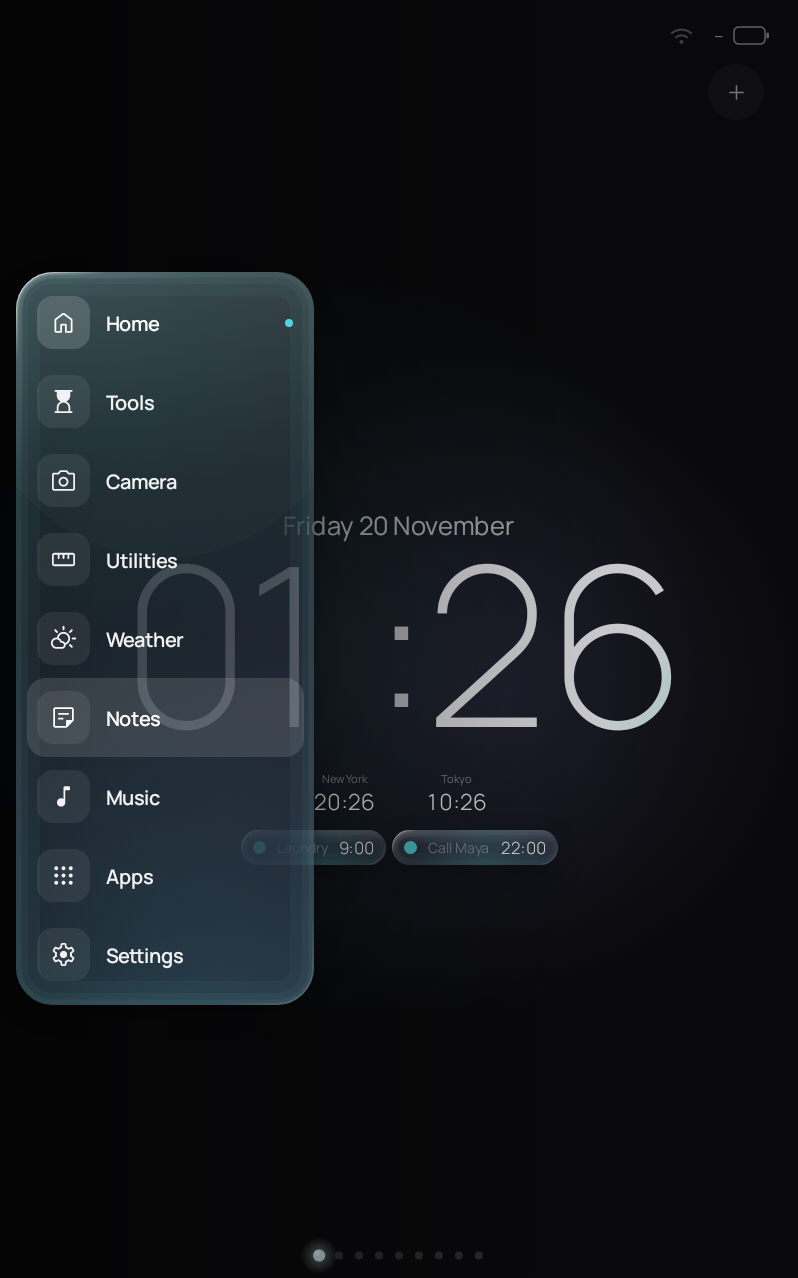 –
+
Home
Tools
Camera
Friday 20 November
Utilities
01:26
Weather
Notes
New York
Tokyo
20:26
10:26
Music
Laundry 9:00
Call Maya 22:00
Apps
Settings